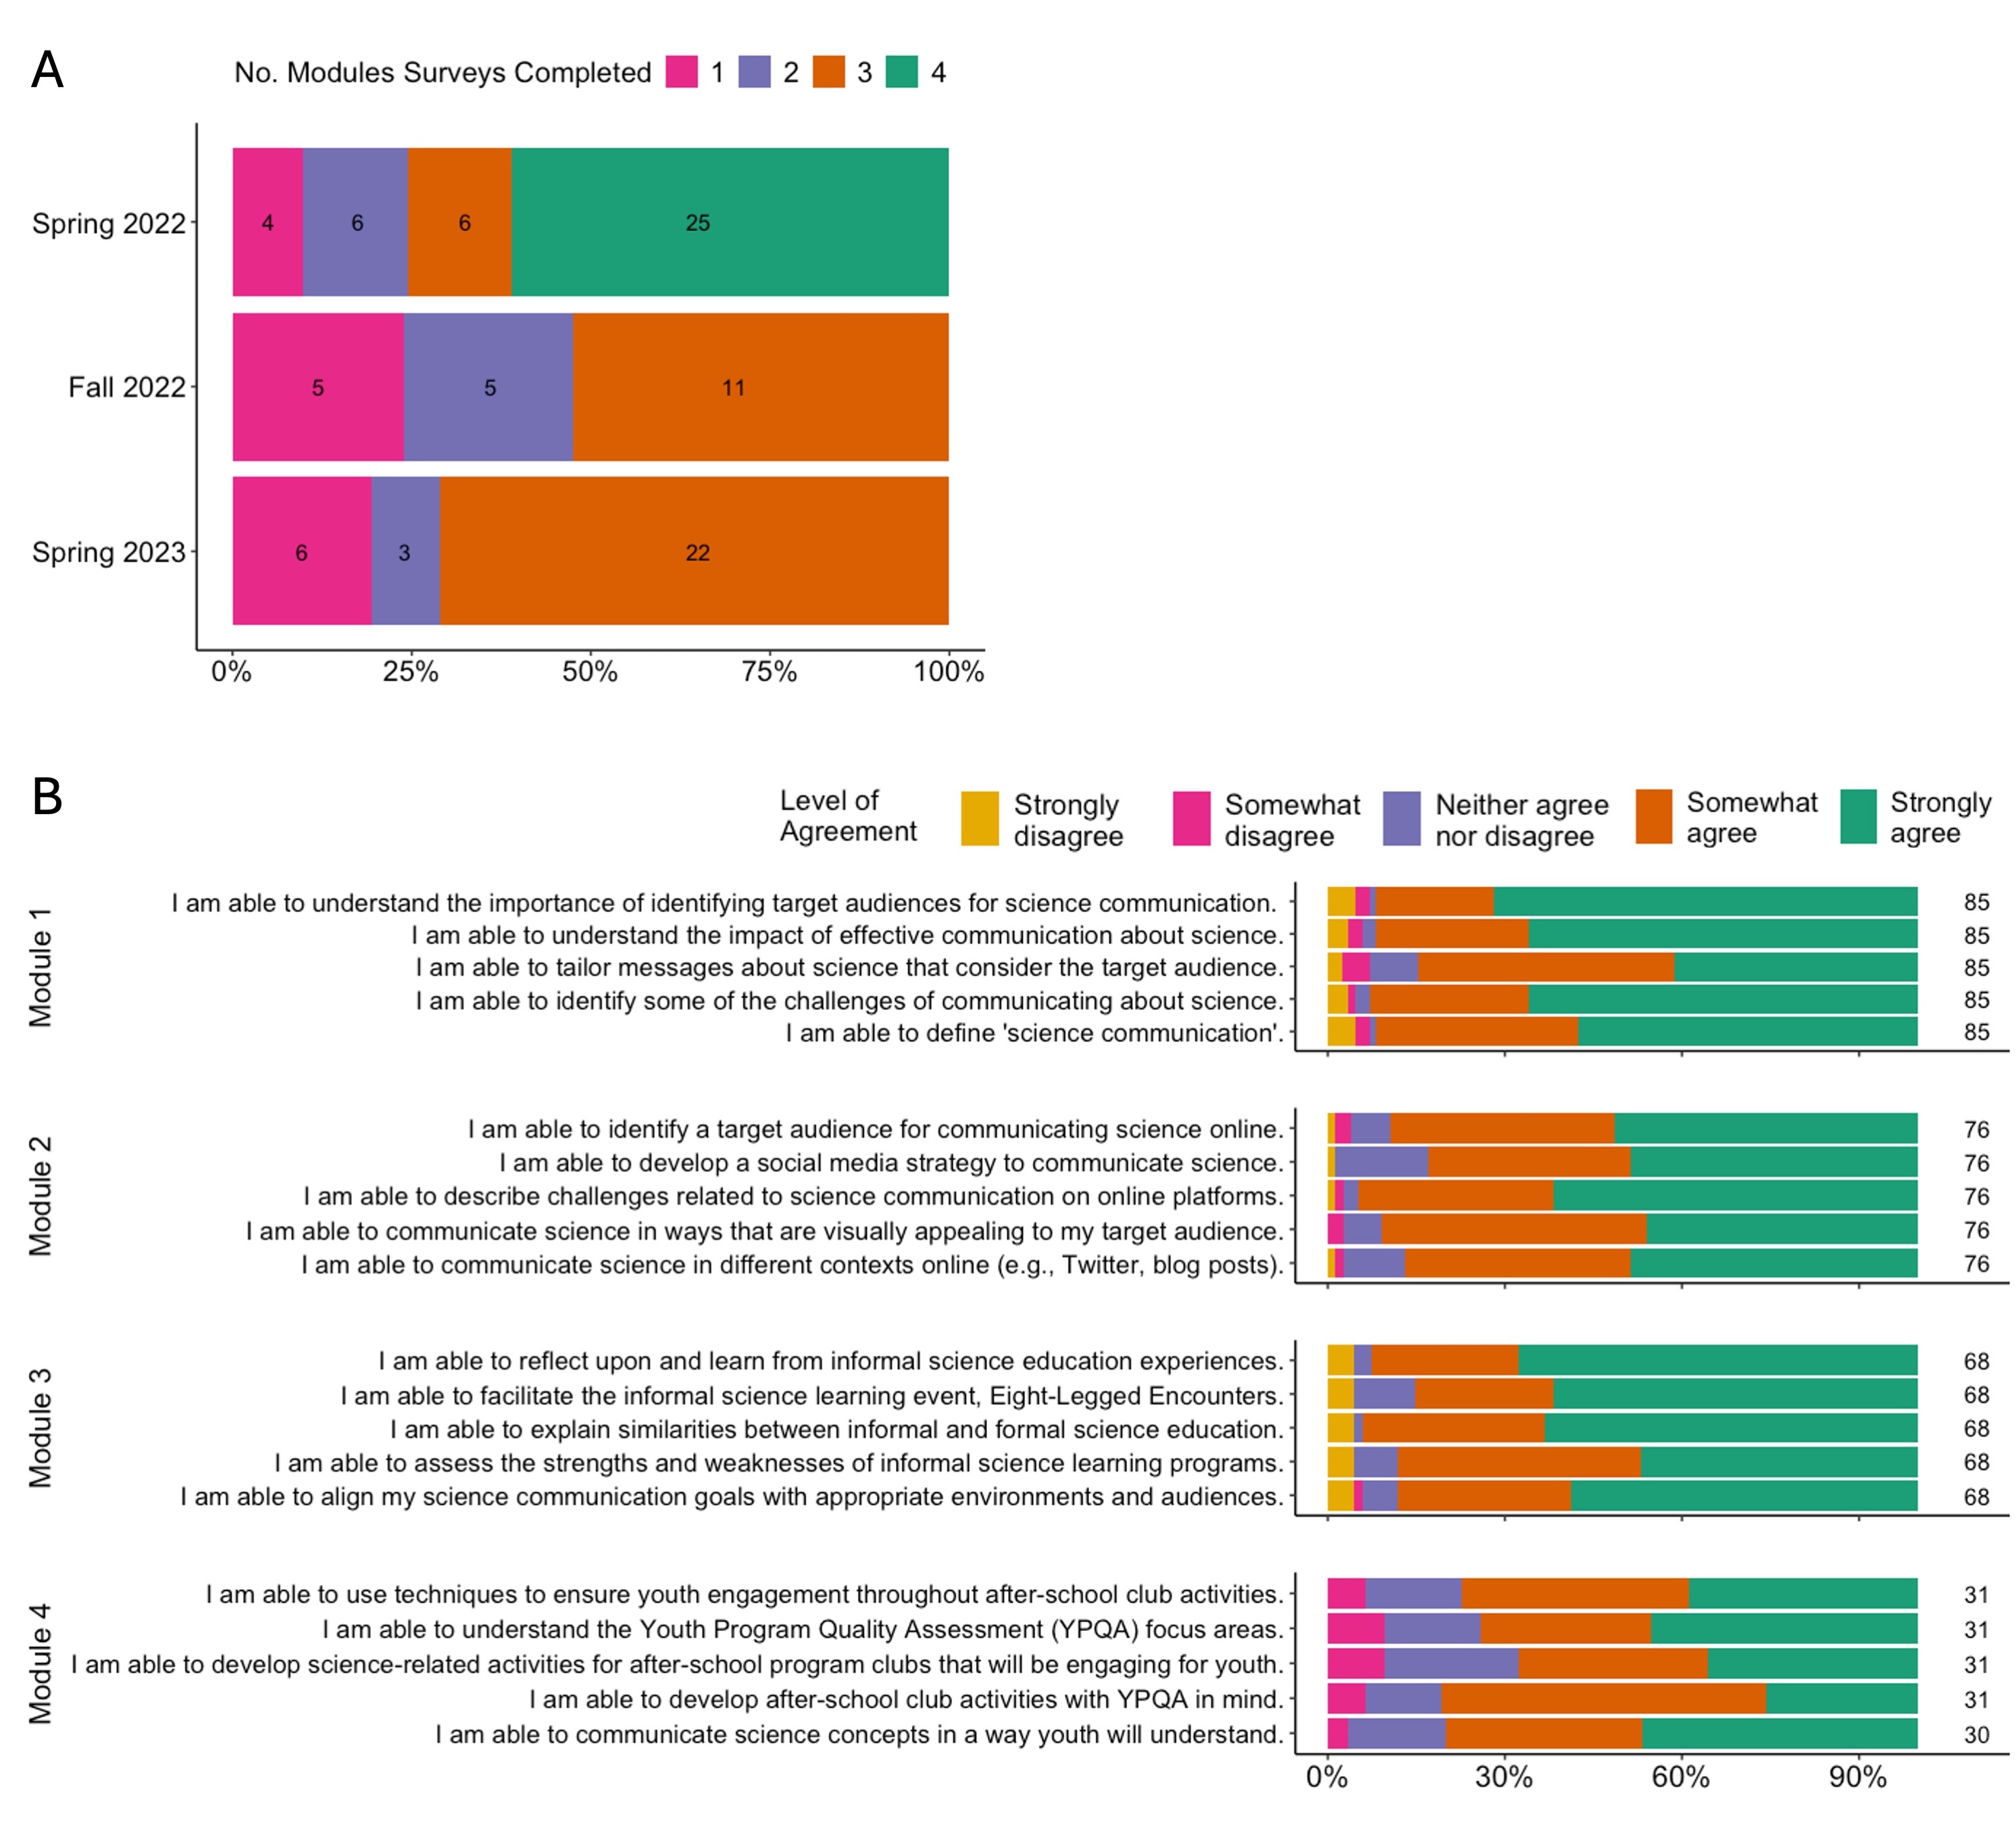 A
No. Modules Surveys Completed 1 2 3 4
Spring 2022 4 6 6 25
Fall 2022 5 5 11
Spring 2023 6 3 22
0% 25% 50% 75% 100%
B
Level of Agreement
Strongly disagree
Somewhat disagree
Neither agree nor disagree
Somewhat agree
Strongly agree
Module 1
I am able to understand the importance of identifying target audiences for science communication. 85
I am able to understand the impact of effective communication about science. 85
I am able to tailor messages about science that consider the target audience. 85
I am able to identify some of the challenges of communicating about science. 85
I am able to define 'science communication'. 85
Module 2
I am able to identify a target audience for communicating science online. 76
I am able to develop a social media strategy to communicate science. 76
I am able to describe challenges related to science communication on online platforms. 76
I am able to communicate science in ways that are visually appealing to my target audience. 76
I am able to communicate science in different contexts online (e.g., Twitter, blog posts). 76
Module 3
I am able to reflect upon and learn from informal science education experiences. 68
I am able to facilitate the informal science learning event, Eight-Legged Encounters. 68
I am able to explain similarities between informal and formal science education. 68
I am able to assess the strengths and weaknesses of informal science learning programs. 68
I am able to align my science communication goals with appropriate environments and audiences. 68
Module 4
I am able to use techniques to ensure youth engagement throughout after-school club activities. 31
I am able to understand the Youth Program Quality Assessment (YPQA) focus areas. 31
I am able to develop science-related activities for after-school program clubs that will be engaging for youth. 31
I am able to develop after-school club activities with YPQA in mind. 31
I am able to communicate science concepts in a way youth will understand. 30
0% 30% 60% 90%